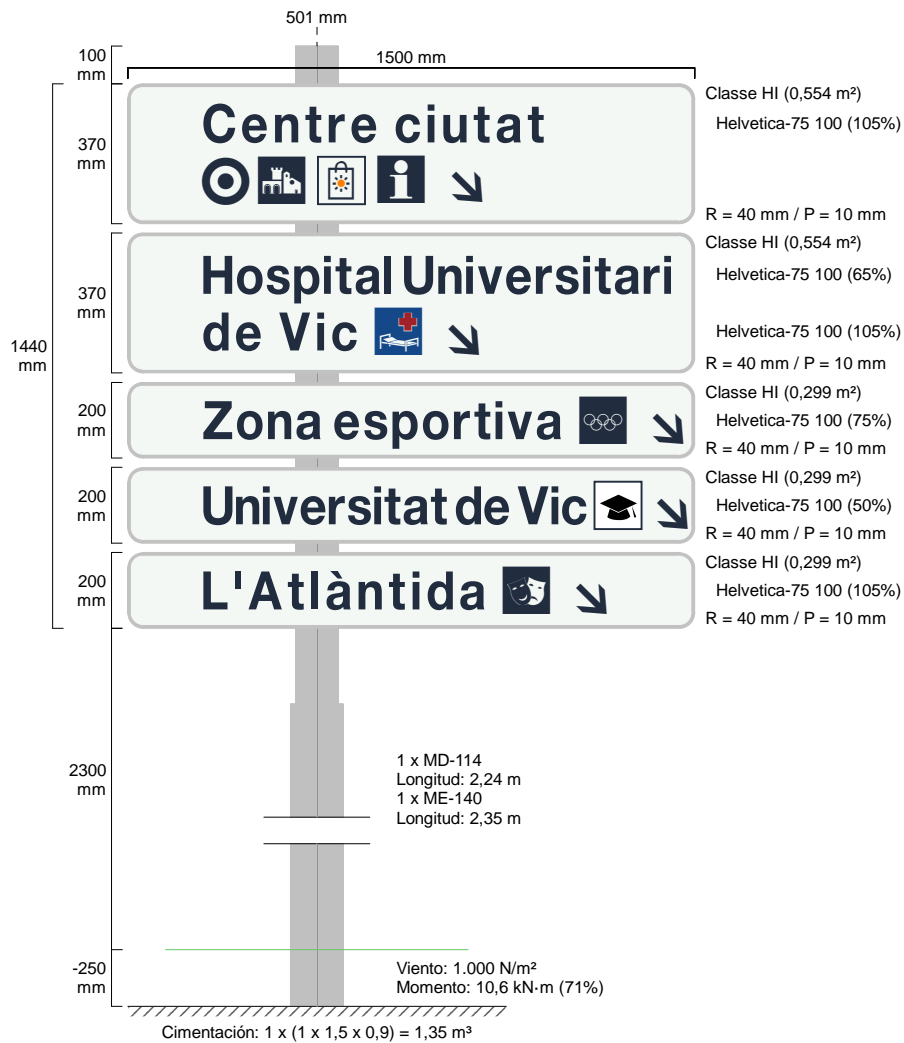 501 mm
100
mm
1500 mm
Centre ciutat
370
mm
Classe HI (0,554 m²)
Helvetica-75 100 (105%)
R = 40 mm / P = 10 mm
Hospital Universitari
de Vic
370
mm
Classe HI (0,554 m²)
Helvetica-75 100 (65%)
Helvetica-75 100 (105%)
R = 40 mm / P = 10 mm
1440
mm
Zona esportiva
200
mm
Classe HI (0,299 m²)
Helvetica-75 100 (75%)
R = 40 mm / P = 10 mm
Universitat de Vic
200
mm
Classe HI (0,299 m²)
Helvetica-75 100 (50%)
R = 40 mm / P = 10 mm
L'Atlàntida
200
mm
Classe HI (0,299 m²)
Helvetica-75 100 (105%)
R = 40 mm / P = 10 mm
2300
mm
1 x MD-114
Longitud: 2,24 m
1 x ME-140
Longitud: 2,35 m
-250
mm
Viento: 1.000 N/m²
Momento: 10,6 kN·m (71%)
Cimentación: 1 x (1 x 1,5 x 0,9) = 1,35 m³